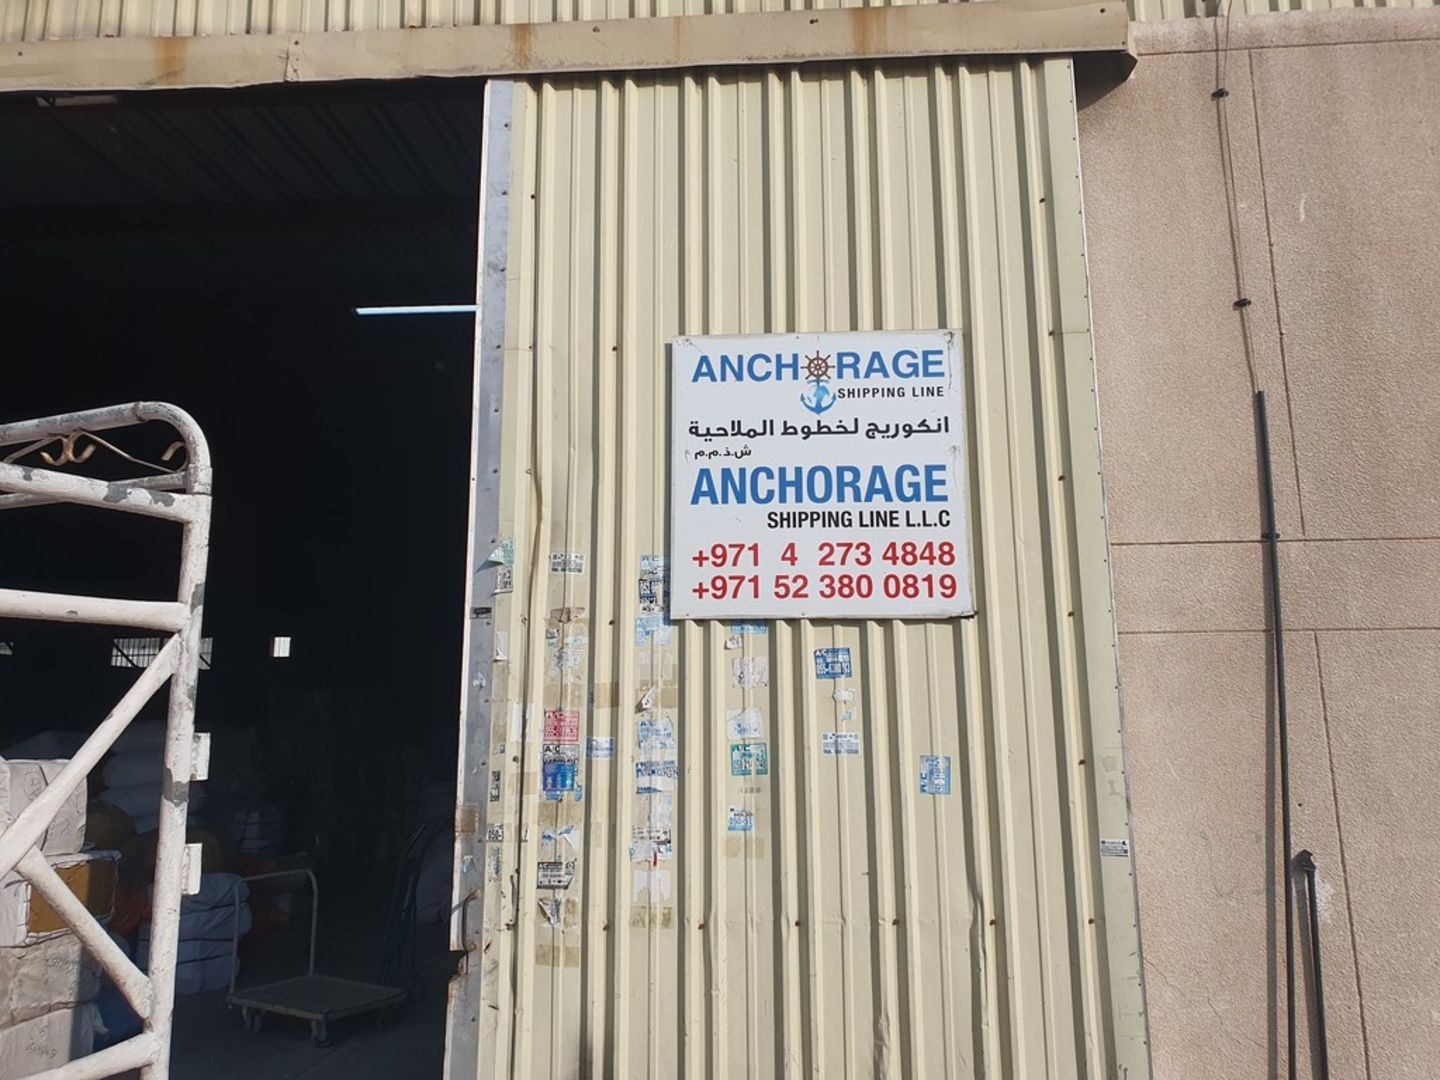 ANCHORAGE
SHIPPING LINE
انكوريج لخطوط الملاحية
ش.ذ.م.م
ANCHORAGE
SHIPPING LINE L.L.C
+971 4 273 4848
+971 52 380 0819